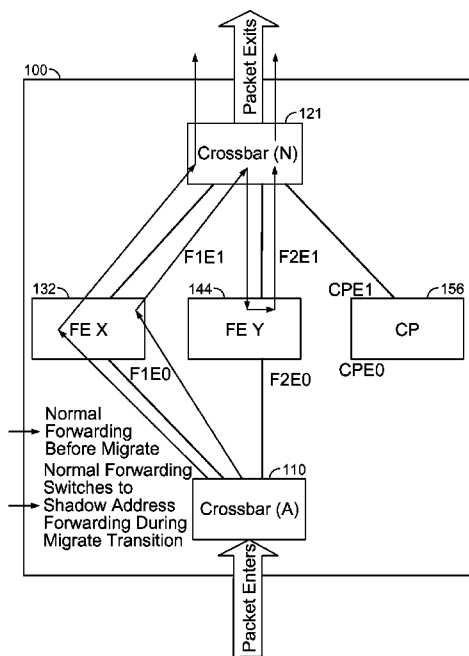 Packet Exits
100
121
Crossbar (N)
F1E1
F2E1
132
144
CPE1
156
FE X
FE Y
CP
F1E0
F2E0
CPE0
Normal
Forwarding
Before Migrate
Normal Forwarding
Switches to
Shadow Address
Forwarding During
Migrate Transition
110
Crossbar (A)
Packet Enters